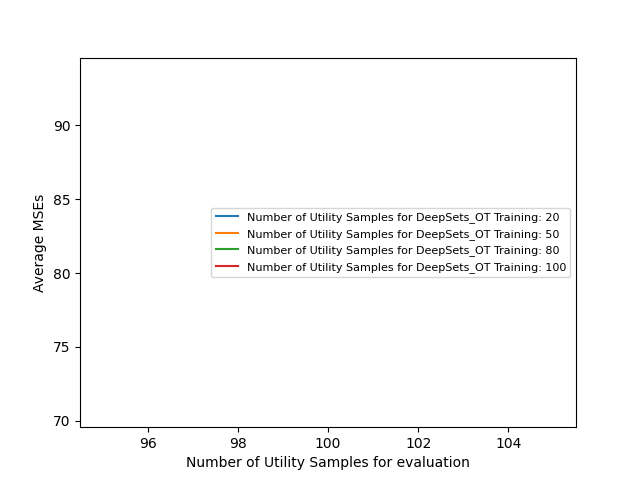 90
85
80
75
70
Average MSEs
Number of Utility Samples for DeepSets_OT Training: 20
Number of Utility Samples for DeepSets_OT Training: 50
Number of Utility Samples for DeepSets_OT Training: 80
Number of Utility Samples for DeepSets_OT Training: 100
96 98 100 102 104
Number of Utility Samples for evaluation